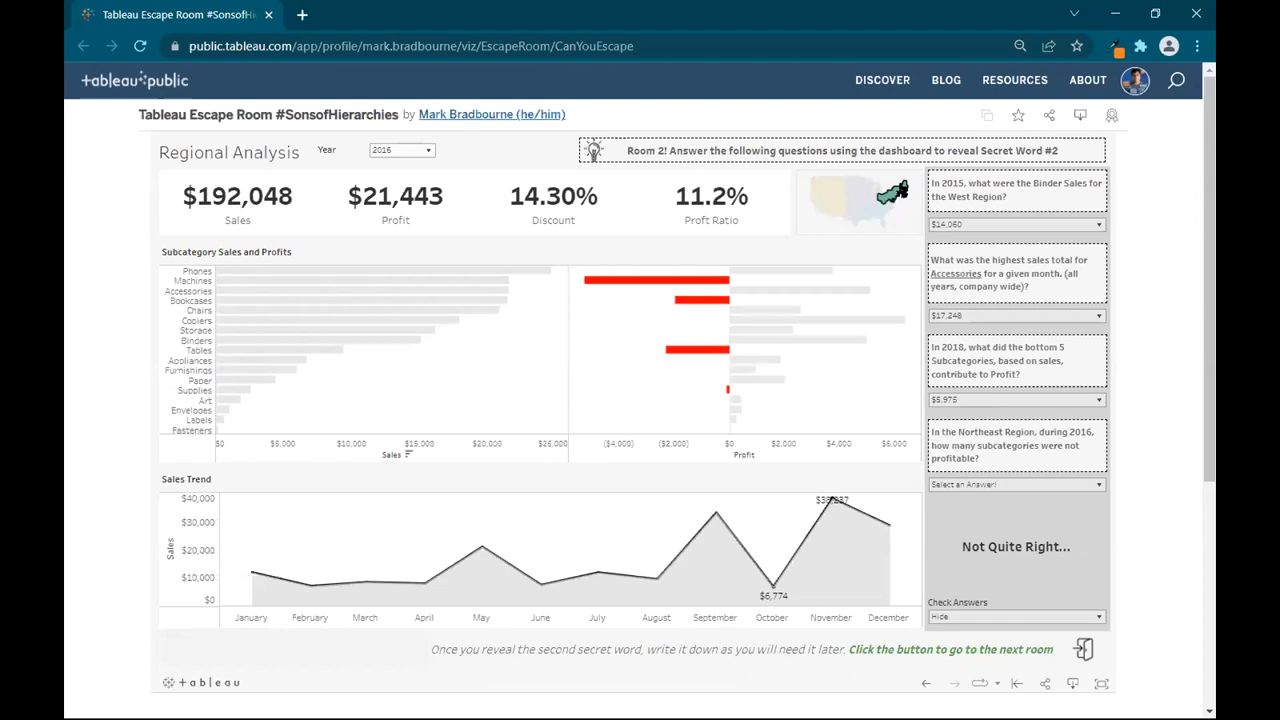 Tableau Escape Room #SonsofHi
public.tableau.com/app/profile/mark.bradbourne/viz/EscapeRoom/CanYouEscape
+ableau public
DISCOVER BLOG RESOURCES ABOUT
Tableau Escape Room #SonsofHierarchies by Mark Bradbourne (he/him)
Regional Analysis
Year
2016
Room 2! Answer the following questions using the dashboard to reveal Secret Word #2
$192,048 $21,443 14.30% 11.2%
Sales Profit Discount Proft Ratio
Subcategory Sales and Profits
Phones
Machines
Accessories
Bookcases
Chairs
Copiers
Storage
Binders
Tables
Appliances
Furnishings
Paper
Supplies
Art
Envelopes
Labels
Fasteners
$0 $5,000 $10,000 $15,000 $20,000 $25,000 ($4,000) ($2,000) $0 $2,000 $4,000 $6,000
Sales Profit
Sales Trend
$40,000
$30,000
$20,000
$10,000
$0
Sales
$6,774
January February March April May June July August September October November December
In 2015, what were the Binder Sales for
the West Region?
$14,060
What was the highest sales total for
Accessories for a given month. (all
years, company wide)?
$17,248
In 2018, what did the bottom 5
Subcategories, based on sales,
contribute to Profit?
$5,975
In the Northeast Region, during 2016,
how many subcategories were not
profitable?
Select an Answer!
Not Quite Right...
Check Answers
Hide
Once you reveal the second secret word, write it down as you will need it later. Click the button to go to the next room
+ableau